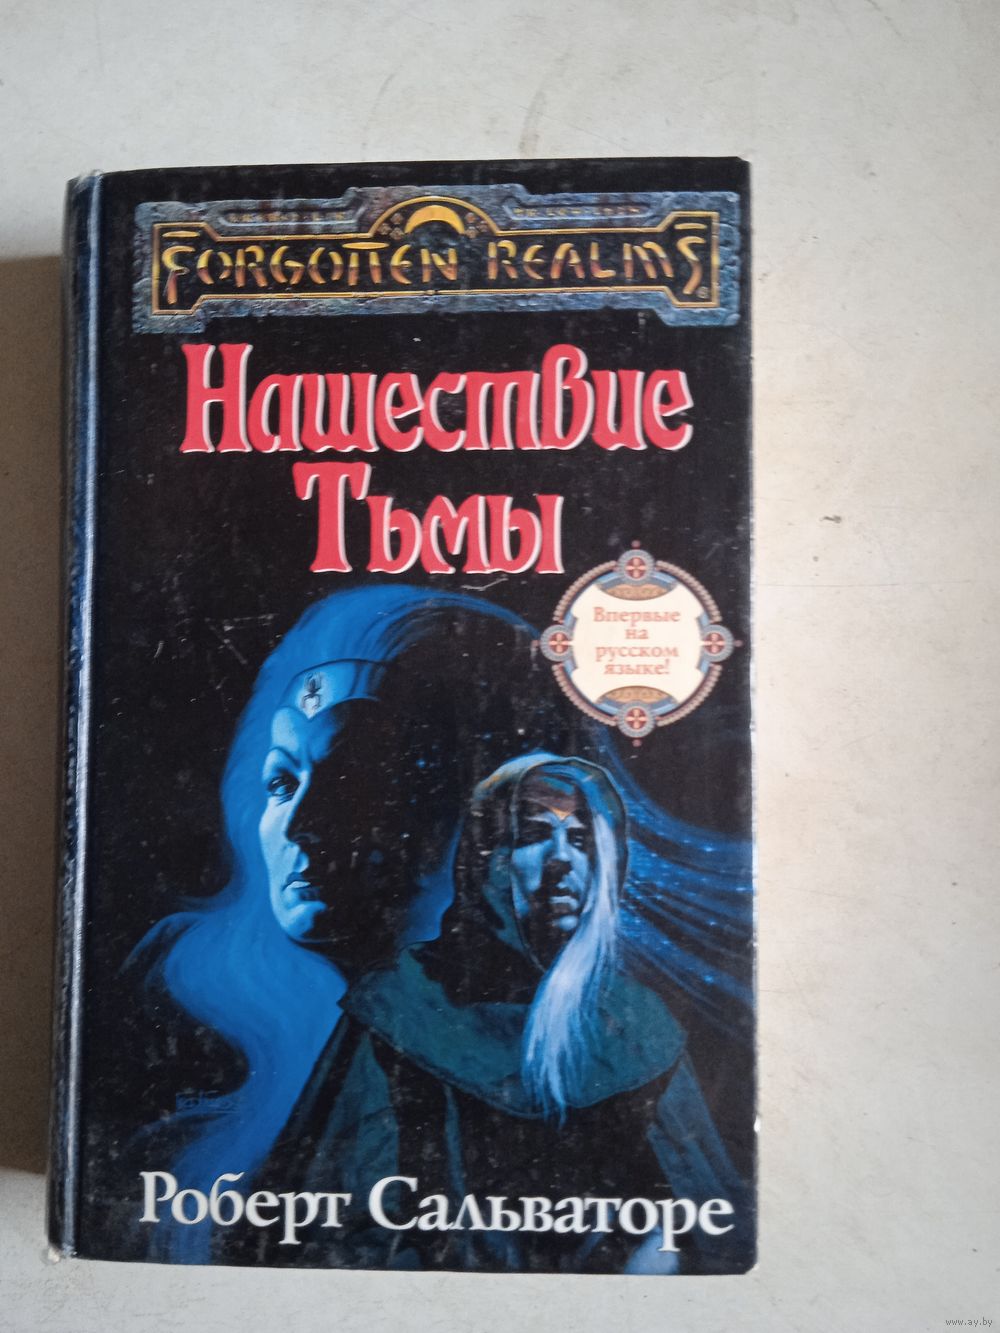 FORGOTTEN REALMS
Нашествие
Тьмы
Впервые
на
русском
языке!
Роберт Сальваторе
www.ay.by